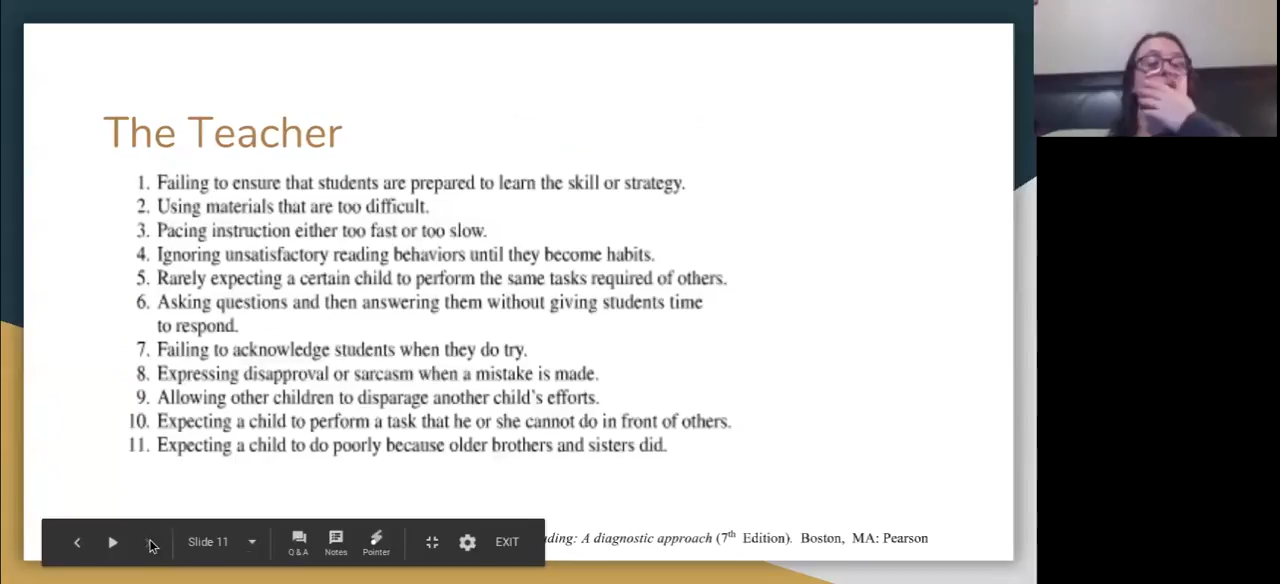 The Teacher
1. Failing to ensure that students are prepared to learn the skill or strategy.
2. Using materials that are too difficult.
3. Pacing instruction either too fast or too slow.
4. Ignoring unsatisfactory reading behaviors until they become habits.
5. Rarely expecting a certain child to perform the same tasks required of others.
6. Asking questions and then answering them without giving students time
to respond.
7. Failing to acknowledge students when they do try.
8. Expressing disapproval or sarcasm when a mistake is made.
9. Allowing other children to disparage another child's efforts.
10. Expecting a child to perform a task that he or she cannot do in front of others.
11. Expecting a child to do poorly because older brothers and sisters did.
A diagnostic approach (7th Edition). Boston, MA: Pearson
Slide 11
Q & A
Notes
Pointer
EXIT